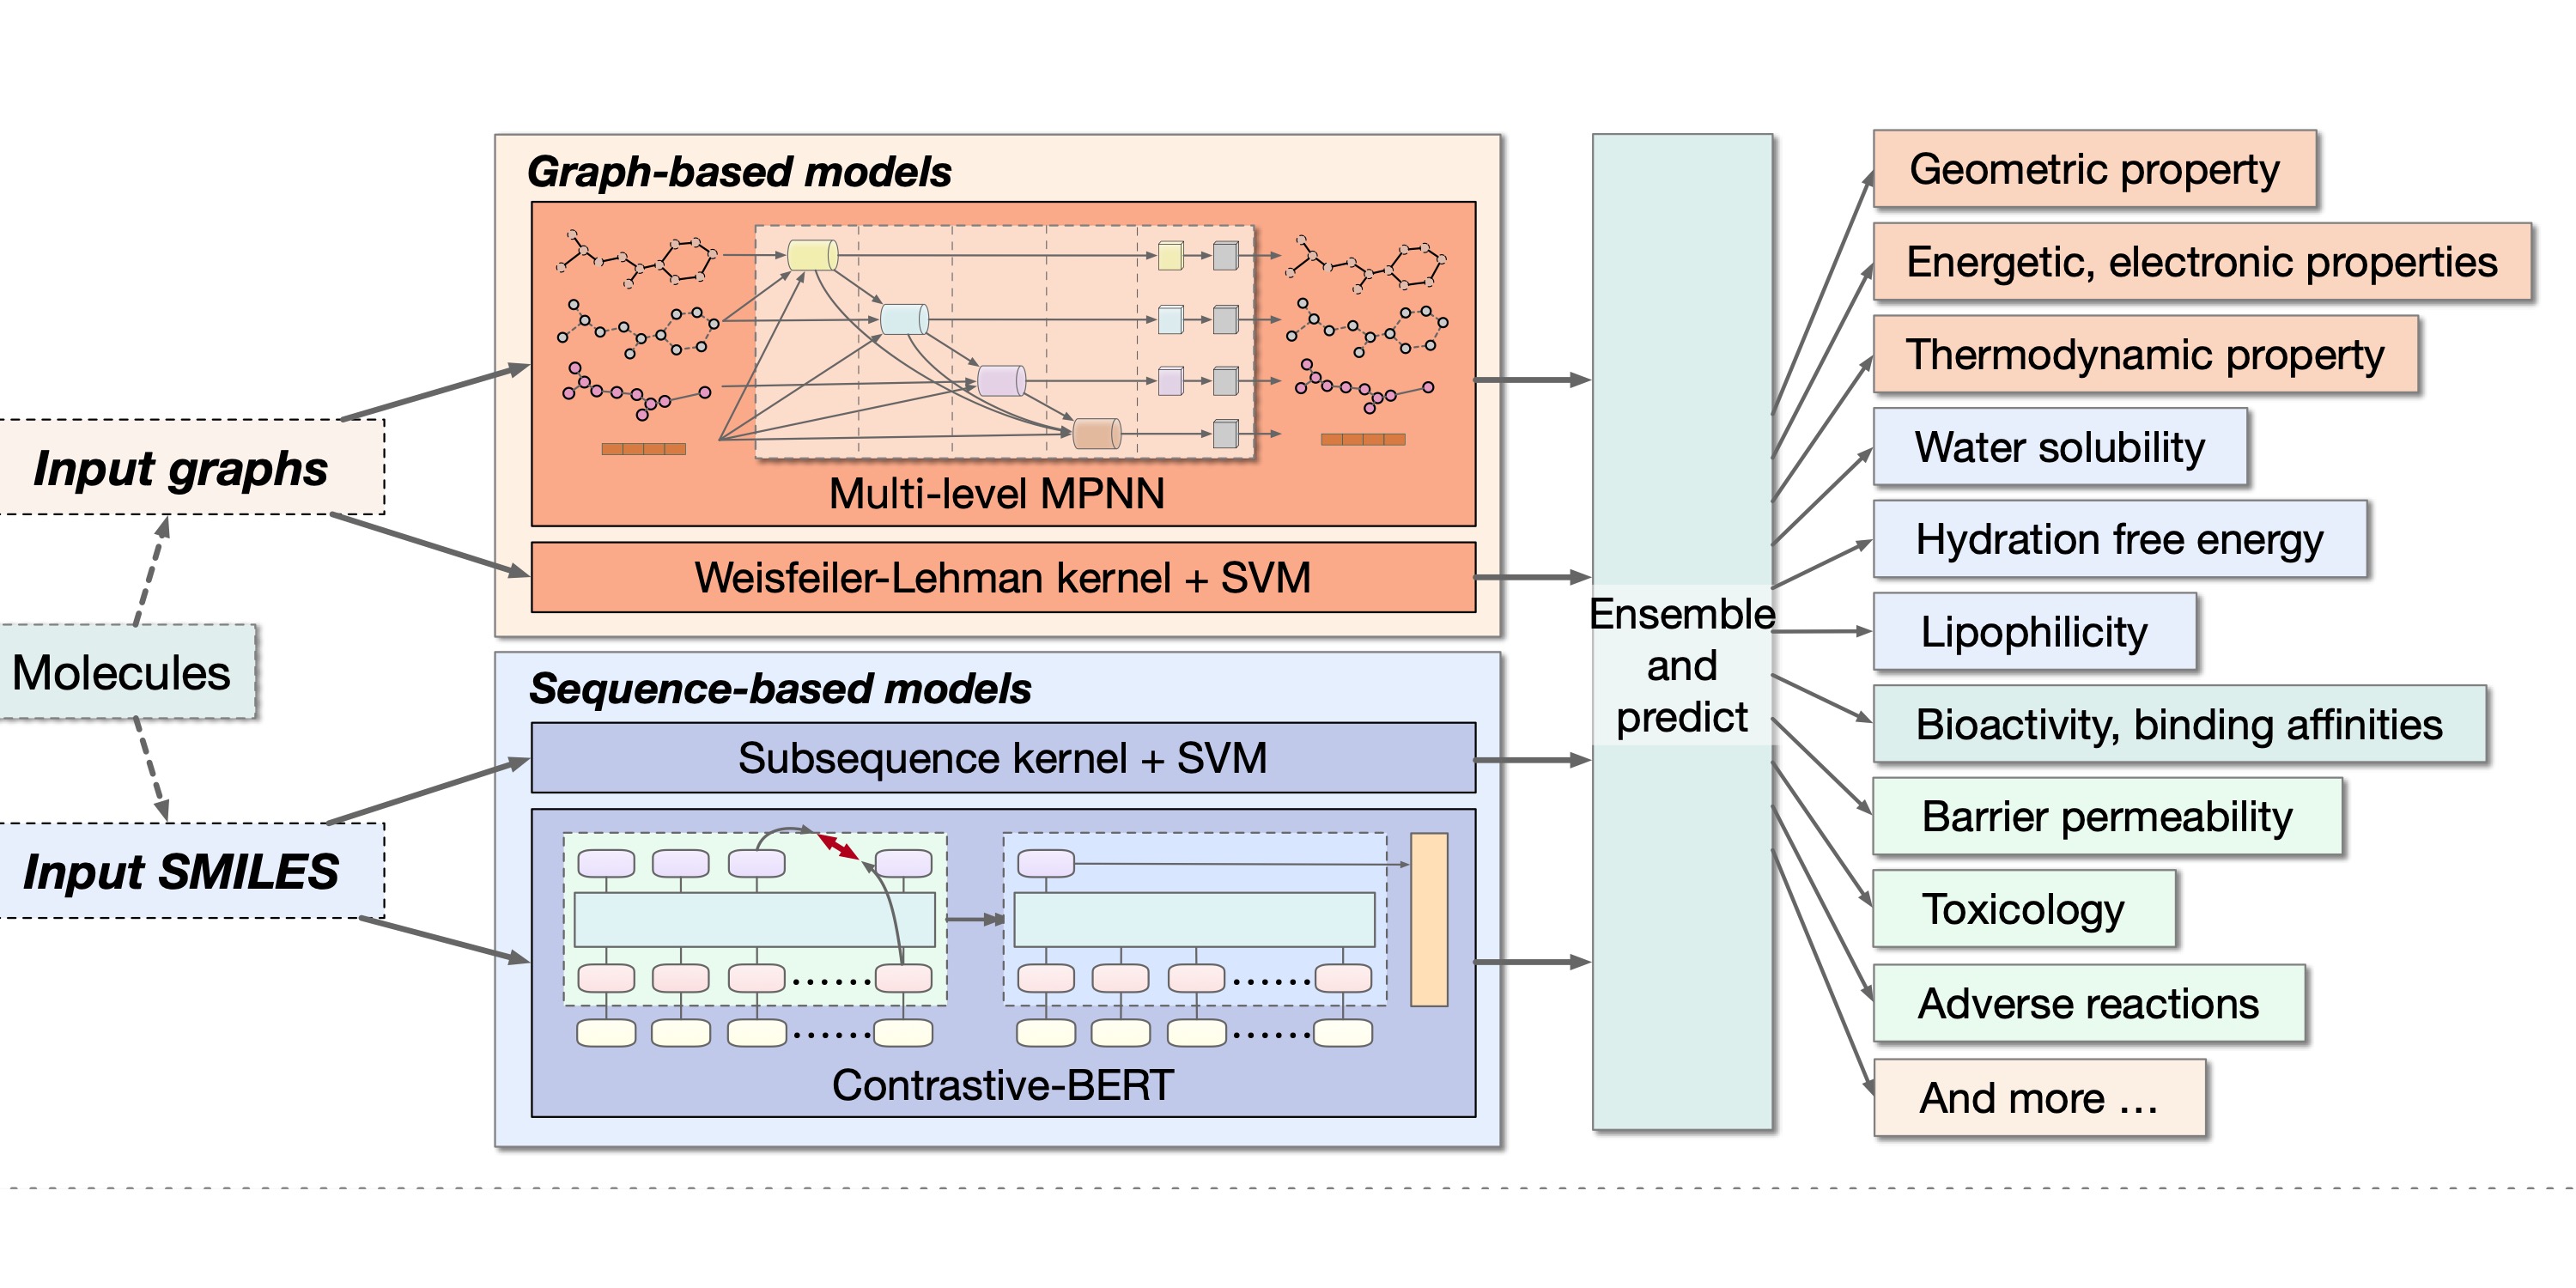 Input graphs
Molecules
Input SMILES
Graph-based models
Multi-level MPNN
Weisfeiler-Lehman kernel + SVM
Sequence-based models
Subsequence kernel + SVM
Contrastive-BERT
Ensemble
and
predict
Geometric property
Energetic, electronic properties
Thermodynamic property
Water solubility
Hydration free energy
Lipophilicity
Bioactivity, binding affinities
Barrier permeability
Toxicology
Adverse reactions
And more ...